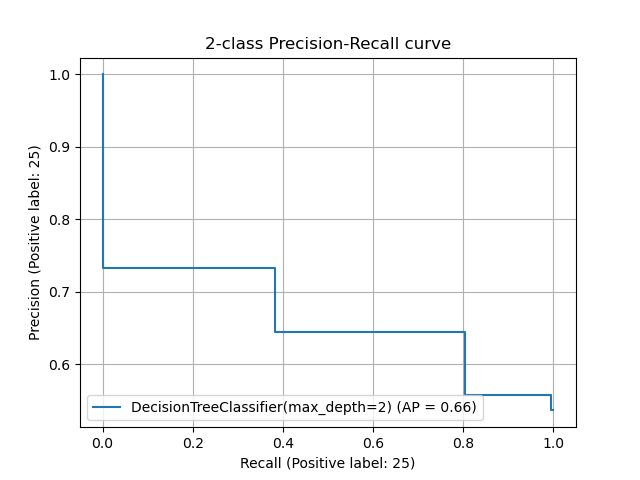 2-class Precision-Recall curve
1.0
0.9
0.8
0.7
0.6
Precision (Positive label: 25)
DecisionTreeClassifier(max_depth=2) (AP = 0.66)
0.0 0.2 0.4 0.6 0.8 1.0
Recall (Positive label: 25)